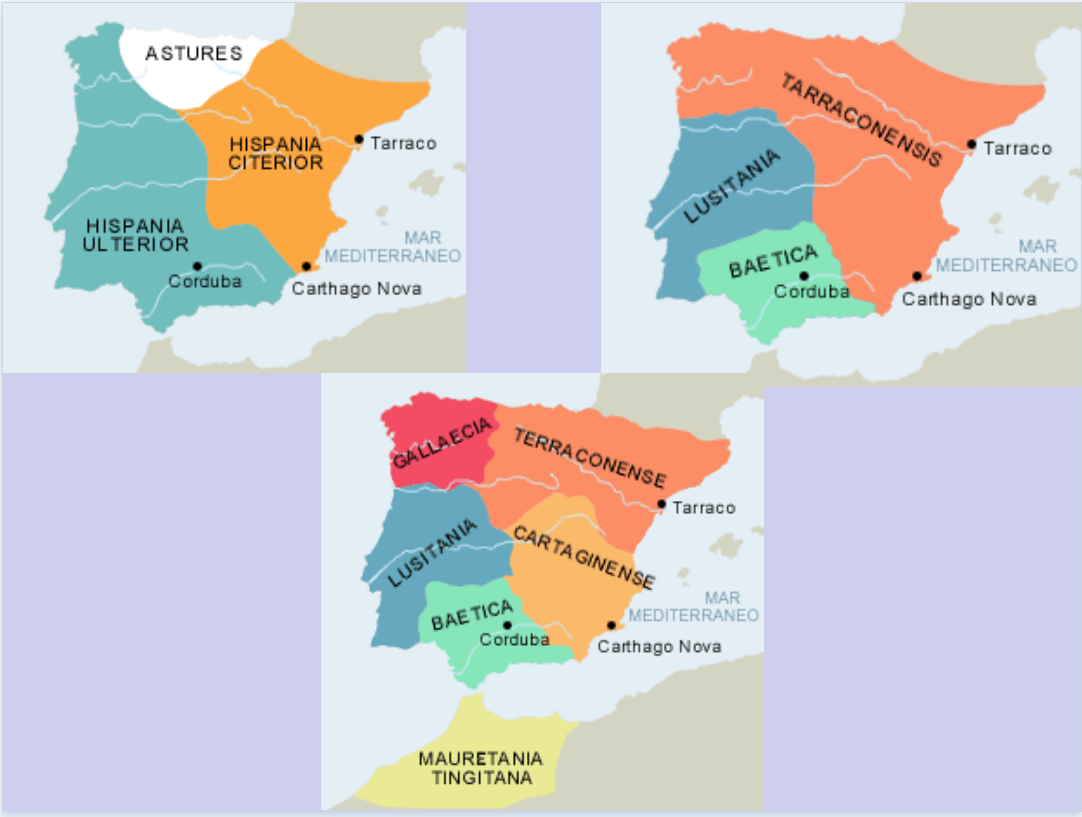 ASTURES
HISPANIA
CITERIOR
Tarraco
HISPANIA
ULTERIOR
MAR
MEDITERRANEO
Corduba
Carthago Nova
TARRACONENSIS
Tarraco
LUSITANIA
MAR
MEDITERRANEO
BAETICA
Corduba
Carthago Nova
GALLAECIA
TERRACONENSE
Tarraco
LUSITANIA
CARTAGINENSE
MAR
MEDITERRANEO
BAETICA
Corduba
Carthago Nova
MAURETANIA
TINGITANA